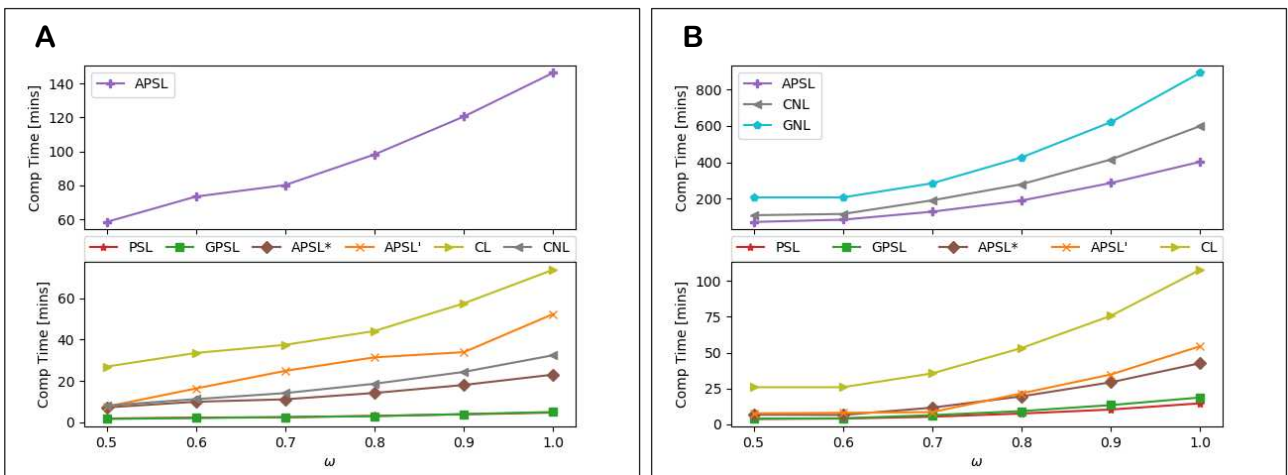 A
Comp Time [mins]
140
120
100
80
60
APSL
PSL GPSL APSL* APSL' CL CNL
Comp Time [mins]
60
40
20
0
0.5 0.6 0.7 0.8 0.9 1.0
ω
B
Comp Time [mins]
800
600
400
200
APSL
CNL
GNL
PSL GPSL APSL* APSL' CL
Comp Time [mins]
100
75
50
25
0
0.5 0.6 0.7 0.8 0.9 1.0
ω